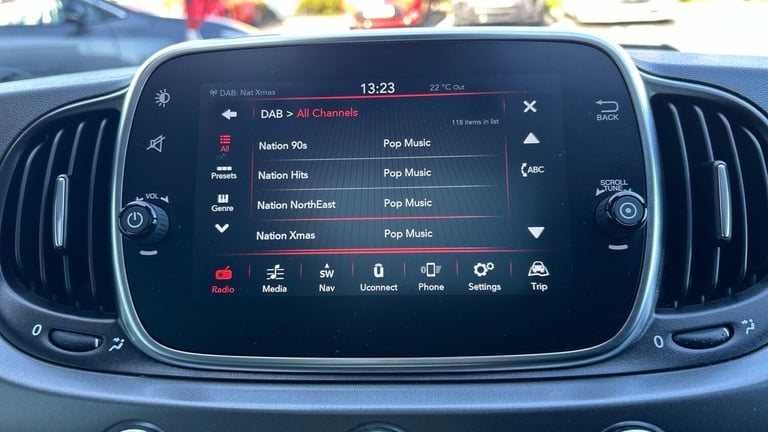 DAB: Nat Xmas 13:23 22 °C Out
DAB > All Channels
118 items in list
BACK
All
Nation 90s Pop Music
ABC
Presets
Nation Hits Pop Music
VOL
SCROLL
TUNE
Genre
Nation NorthEast Pop Music
Nation Xmas Pop Music
SW
Radio Media Nav Uconnect Phone Settings Trip
0 0